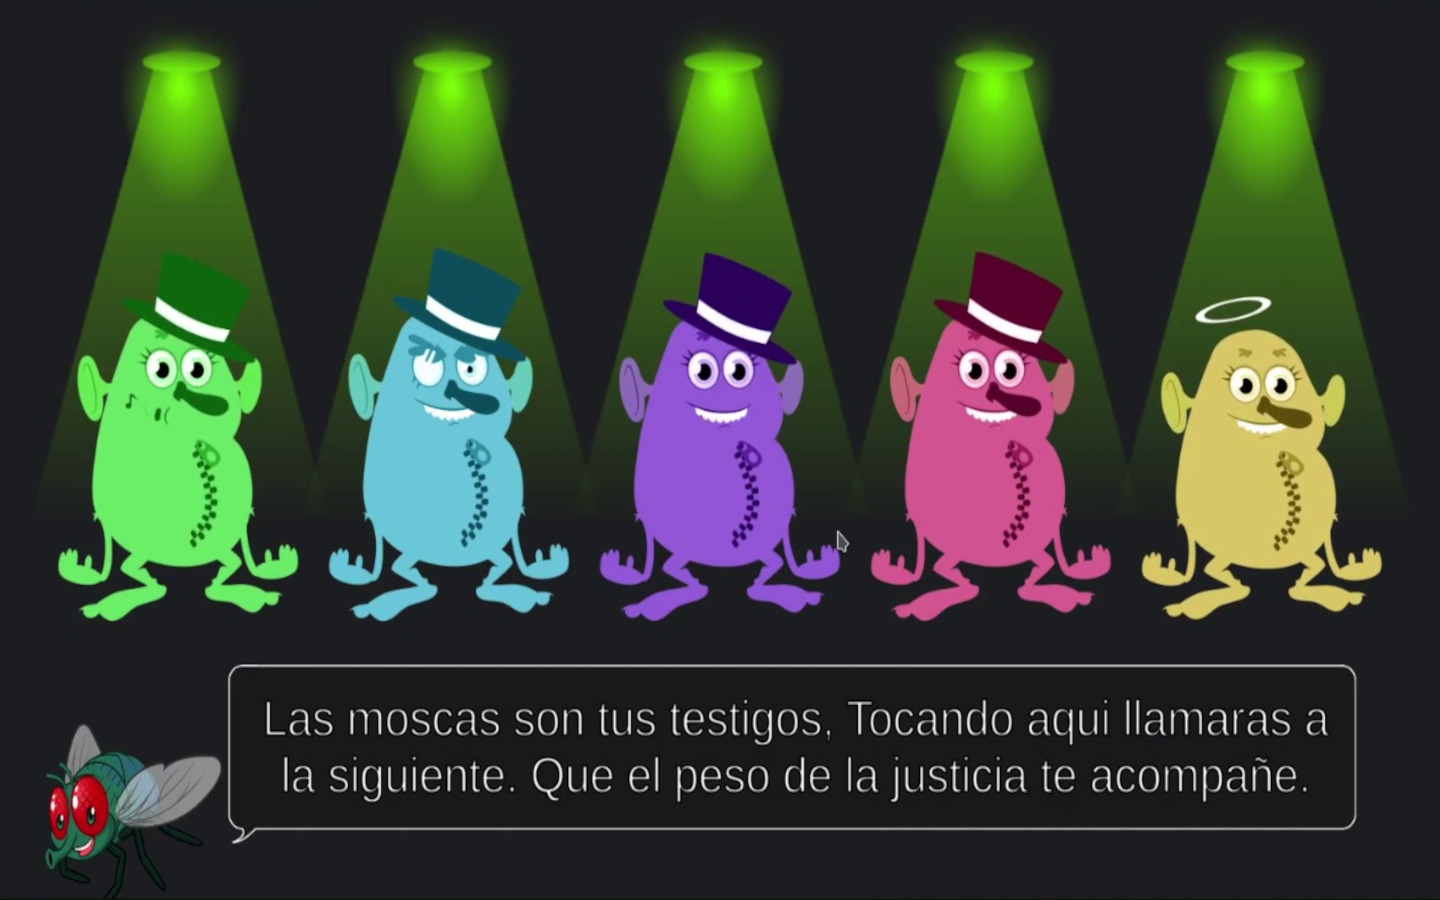 Las moscas son tus testigos, Tocando aqui llamaras a
la siguiente. Que el peso de la justicia te acompañe.